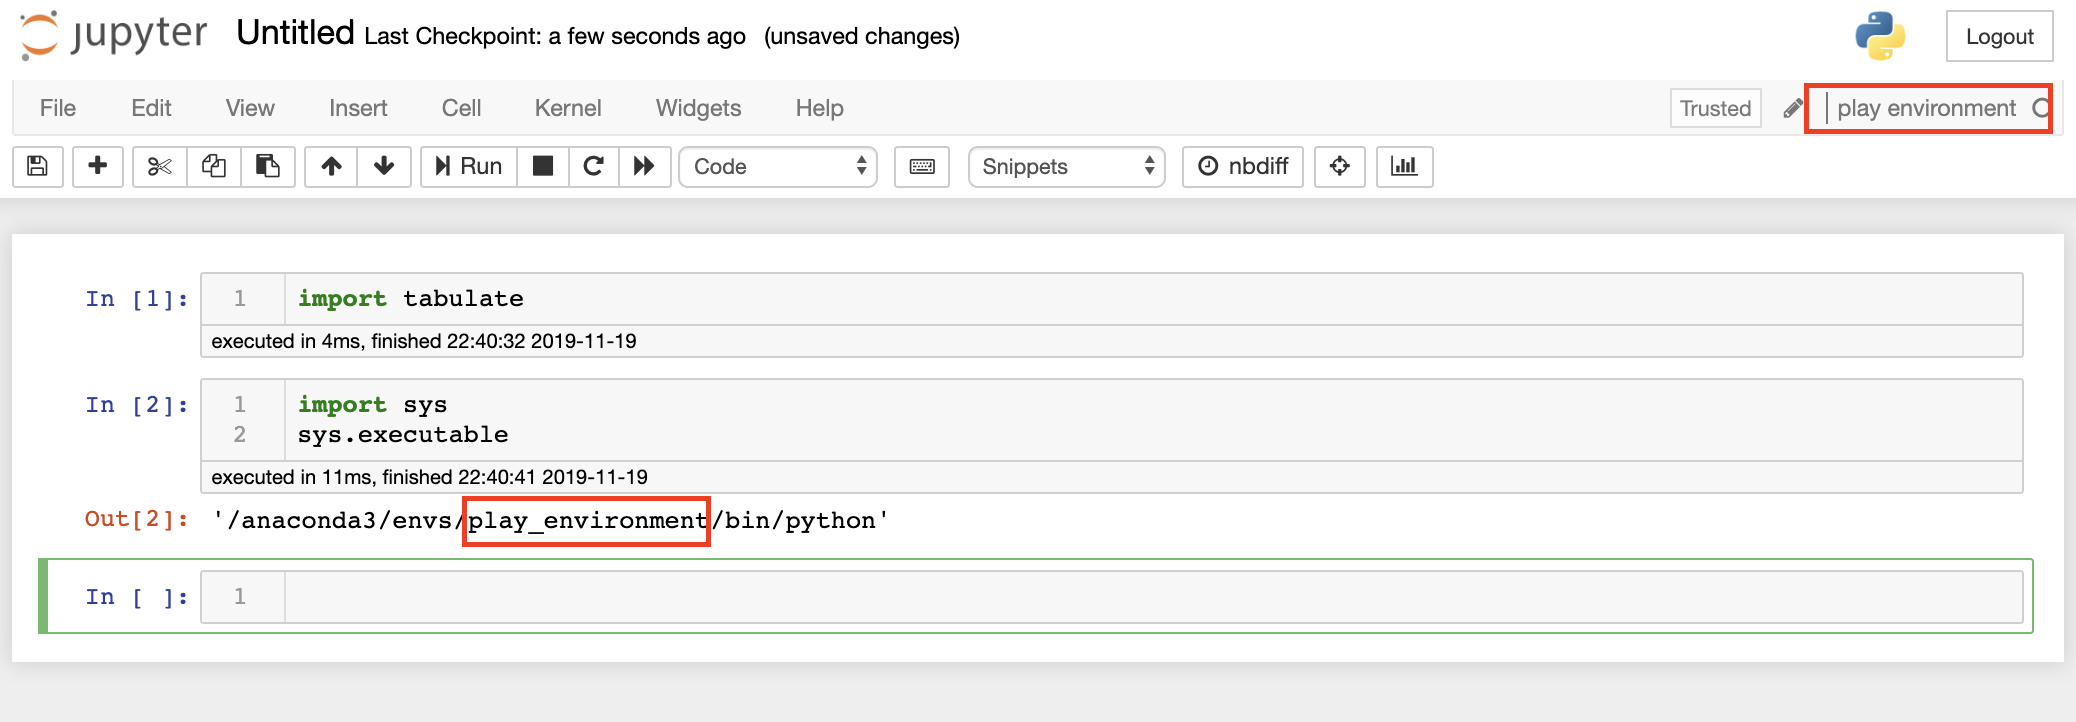 jupyter Untitled Last Checkpoint: a few seconds ago (unsaved changes) Logout
File Edit View Insert Cell Kernel Widgets Help Trusted play environment
Run Code Snippets nbdiff
In [1]: 1 import tabulate
executed in 4ms, finished 22:40:32 2019-11-19
In [2]: 1 import sys
2 sys.executable
executed in 11ms, finished 22:40:41 2019-11-19
Out[2]: '/anaconda3/envs/play_environment/bin/python'
In [ ]: 1